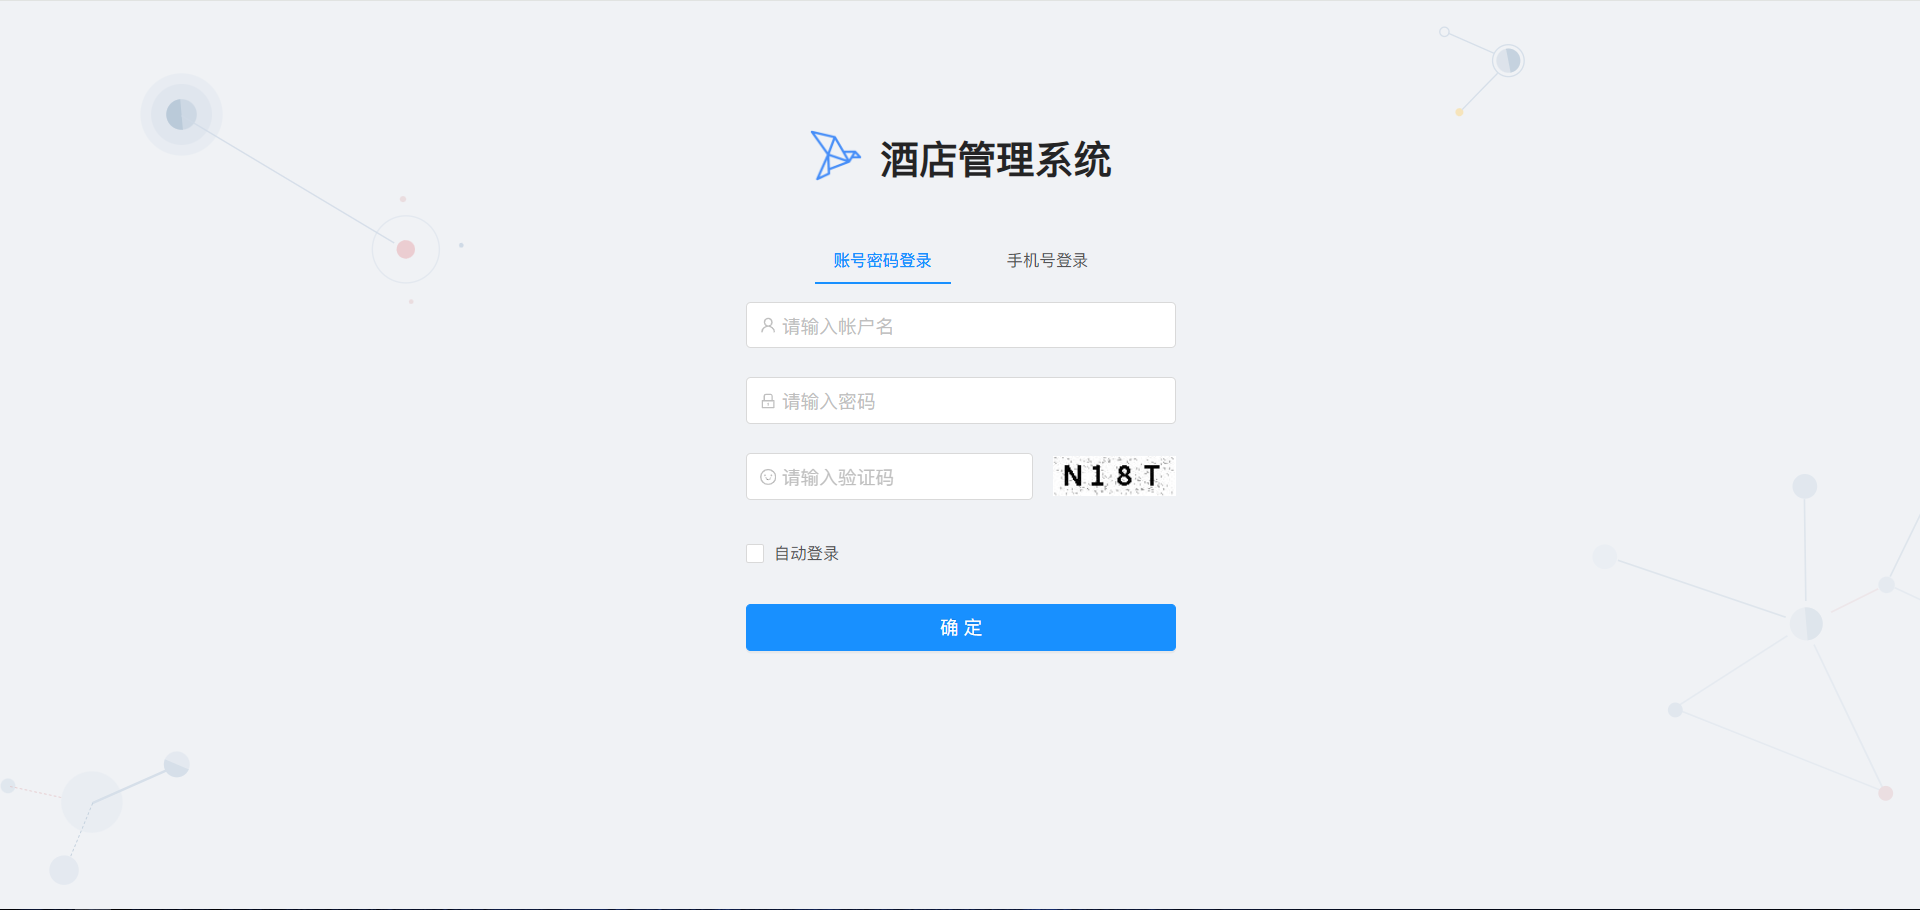 酒店管理系统
账号密码登录 手机号登录
请输入帐户名
请输入密码
请输入验证码 N18T
自动登录
确 定